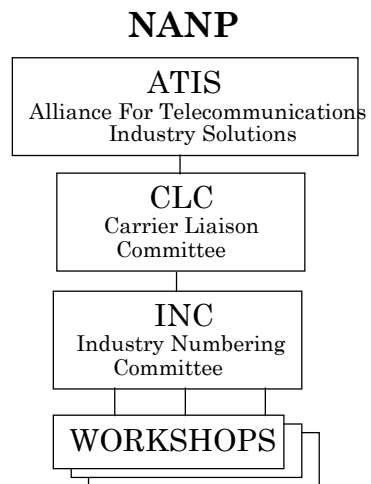 NANP
ATIS
Alliance For Telecommunications
Industry Solutions
CLC
Carrier Liaison
Committee
INC
Industry Numbering
Committee
WORKSHOPS